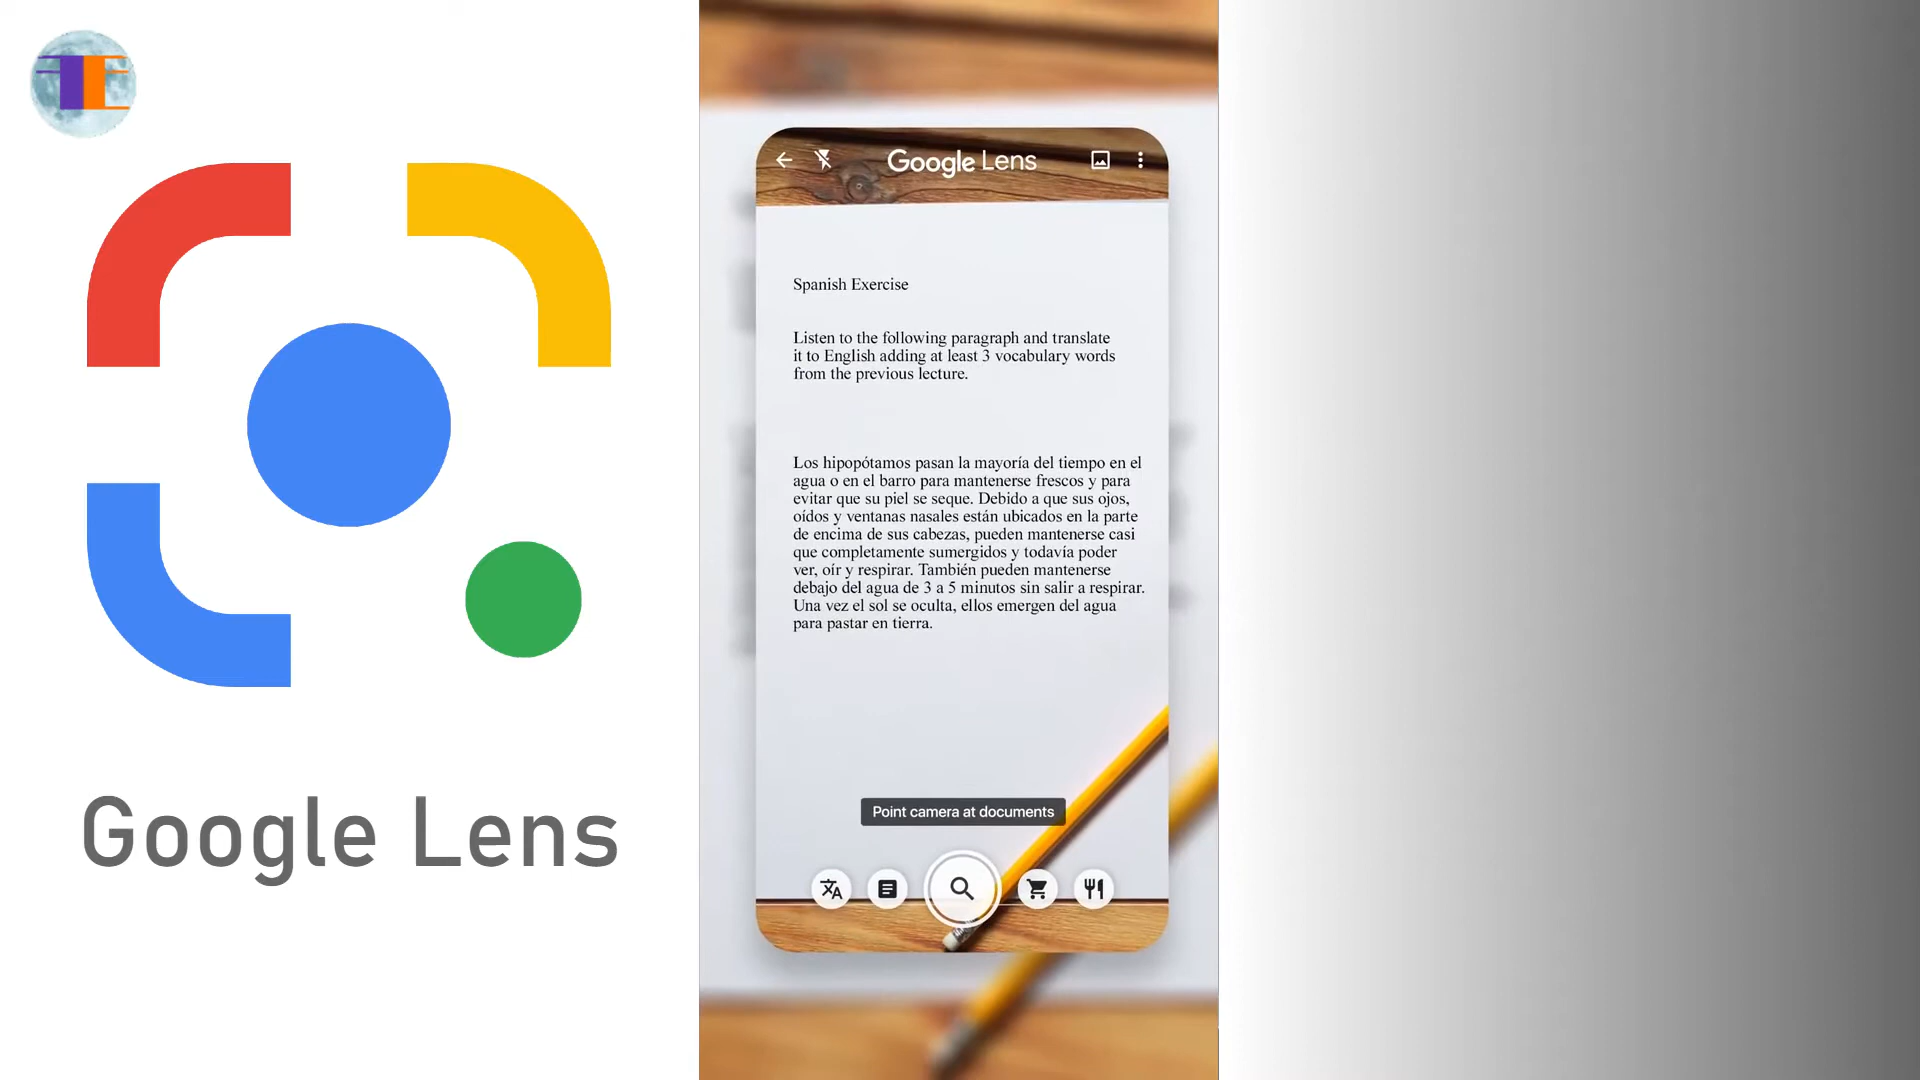 Google Lens
Google Lens
Spanish Exercise
Listen to the following paragraph and translate
it to English adding at least 3 vocabulary words
from the previous lecture.
Los hipopótamos pasan la mayoría del tiempo en el
agua o en el barro para mantenerse frescos y para
evitar que su piel se seque. Debido a que sus ojos,
oídos y ventanas nasales están ubicados en la parte
de encima de sus cabezas, pueden mantenerse casi
que completamente sumergidos y todavía poder
ver, oír y respirar. También pueden mantenerse
debajo del agua de 3 a 5 minutos sin salir a respirar.
Una vez el sol se oculta, ellos emergen del agua
para pastar en tierra.
Point camera at documents